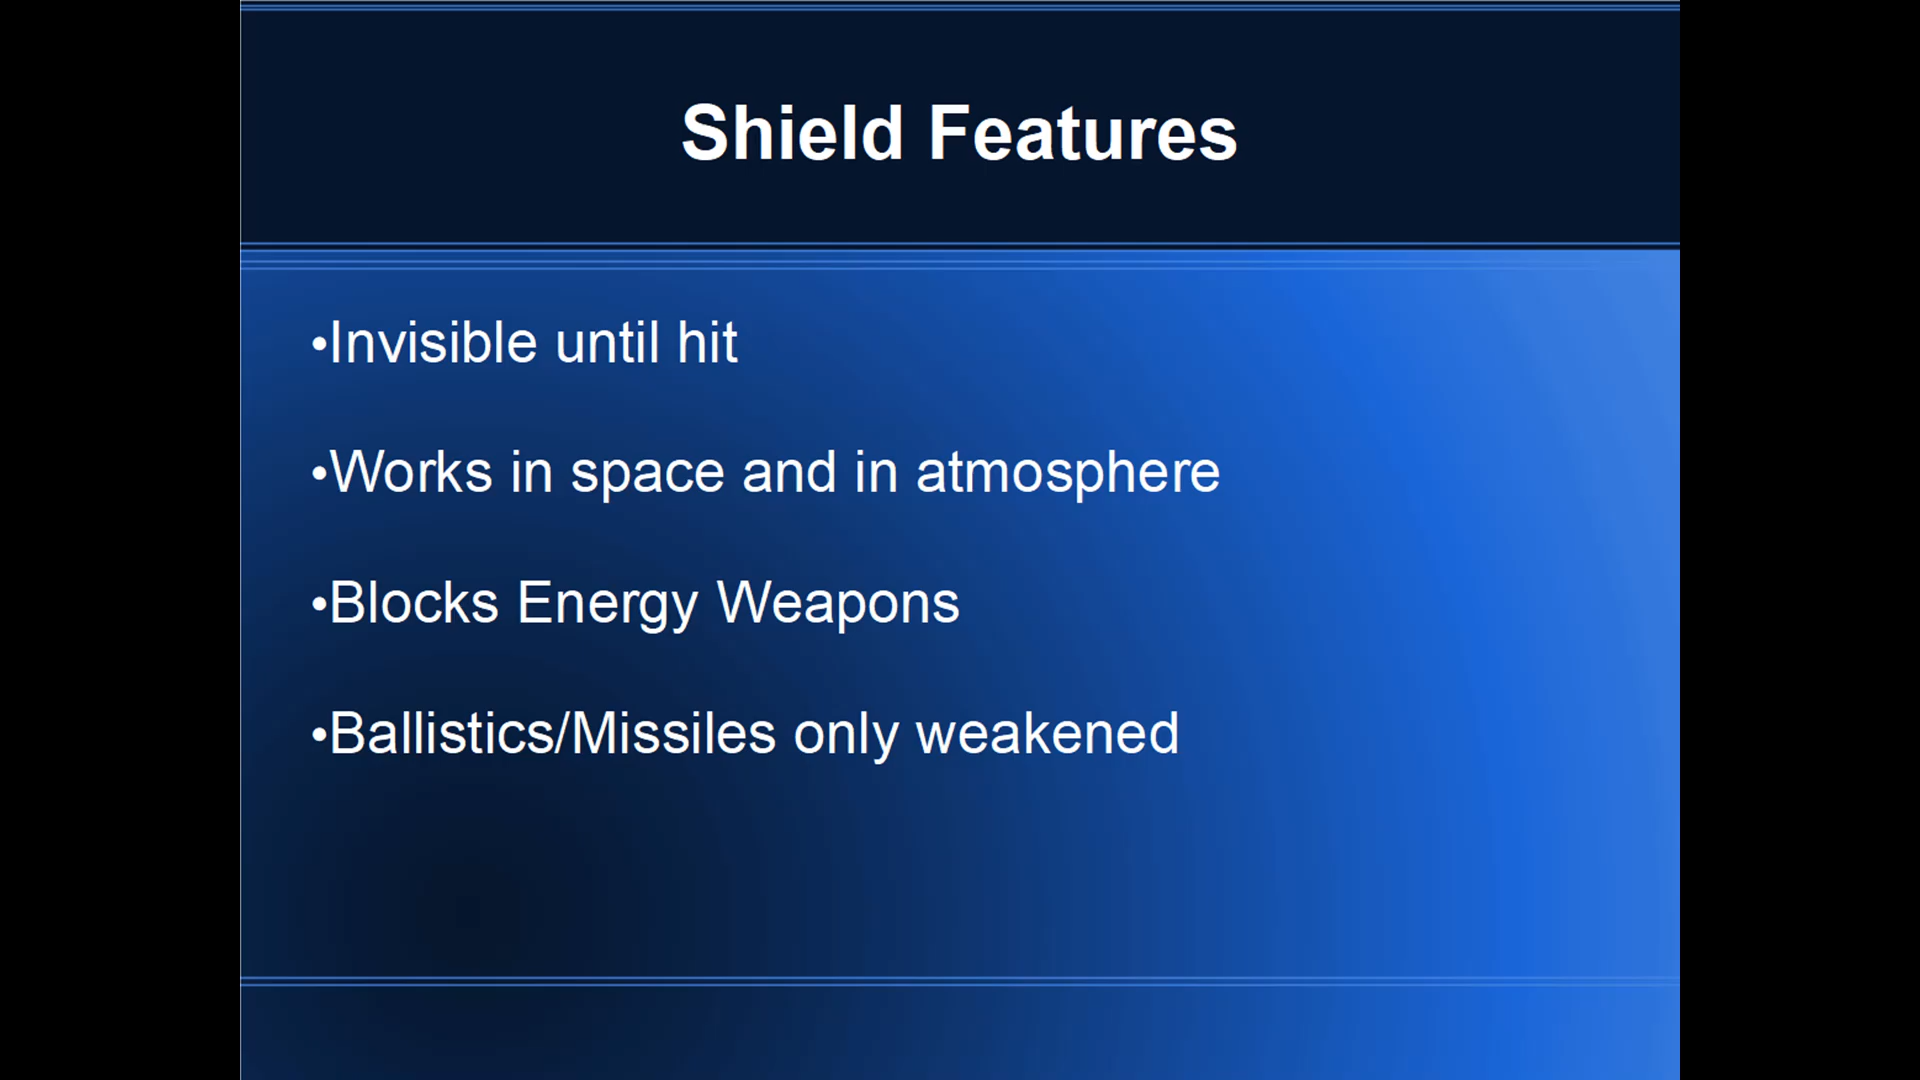 Shield Features
•Invisible until hit
•Works in space and in atmosphere
•Blocks Energy Weapons
•Ballistics/Missiles only weakened